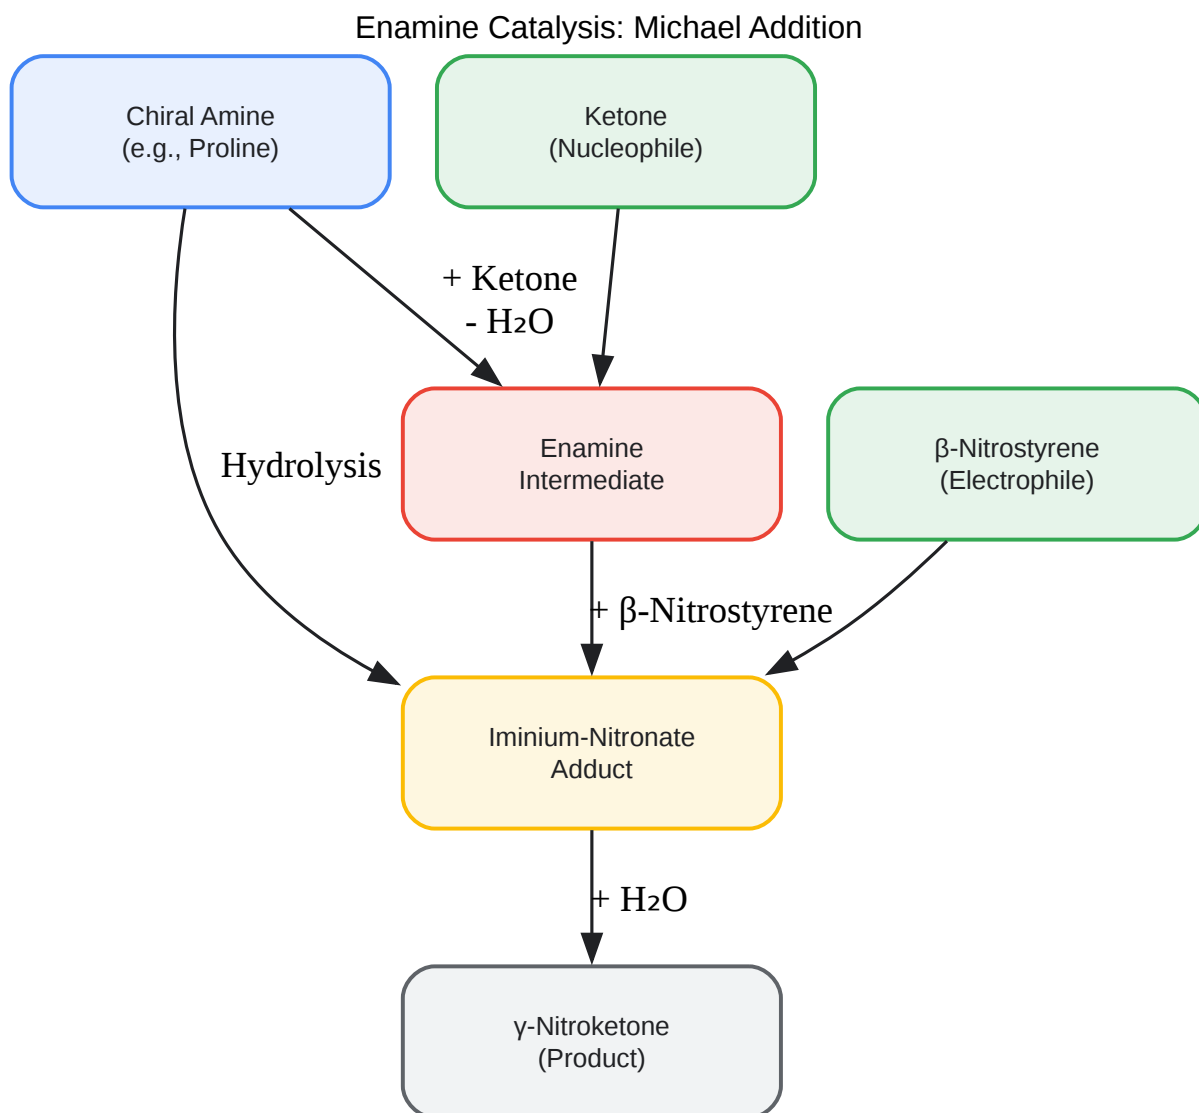 Enamine Catalysis: Michael Addition
Chiral Amine
(e.g., Proline)
Ketone
(Nucleophile)
+ Ketone
- H₂O
Hydrolysis
Enamine
Intermediate
β-Nitrostyrene
(Electrophile)
+ β-Nitrostyrene
Iminium-Nitronate
Adduct
+ H₂O
γ-Nitroketone
(Product)